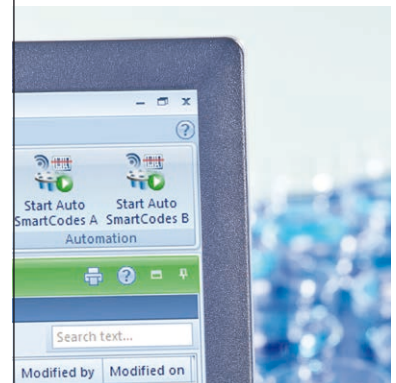 Start Auto Start Auto
SmartCodes A SmartCodes B
Automation
Search text...
Modified by Modified on